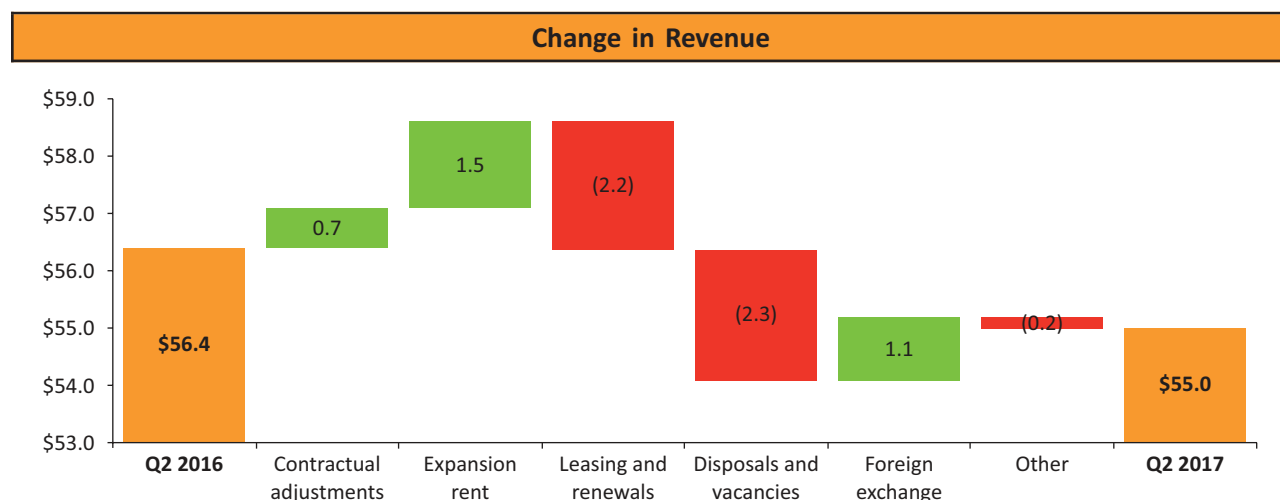 Change in Revenue
$59.0
$58.0
$57.0
$56.0
$55.0
$54.0
$53.0
$56.4
0.7
1.5
(2.2)
(2.3)
1.1
(0.2)
$55.0
Q2 2016
Contractual
adjustments
Expansion
rent
Leasing and
renewals
Disposals and
vacancies
Foreign
exchange
Other
Q2 2017